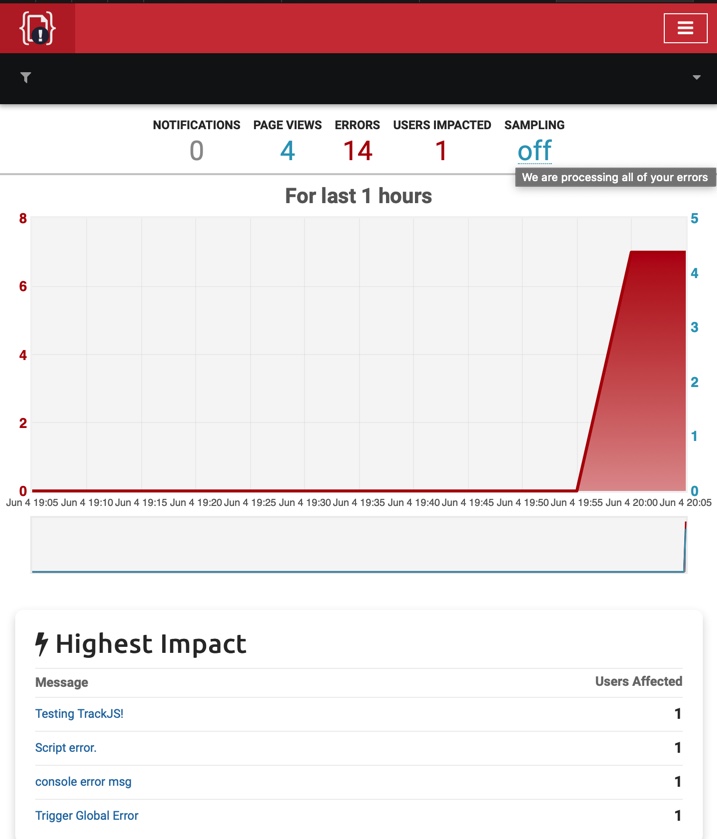 NOTIFICATIONS PAGE VIEWS ERRORS USERS IMPACTED SAMPLING
0 4 14 1 off
We are processing all of your errors
For last 1 hours
8 5
6 4
4 3
2 2
1
0 0
Jun 4 19:05 Jun 4 19:10 Jun 4 19:15 Jun 4 19:20 Jun 4 19:25 Jun 4 19:30 Jun 4 19:35 Jun 4 19:40 Jun 4 19:45 Jun 4 19:50 Jun 4 19:55 Jun 4 20:00 Jun 4 20:05
Highest Impact
Message Users Affected
Testing TrackJS! 1
Script error. 1
console error msg 1
Trigger Global Error 1